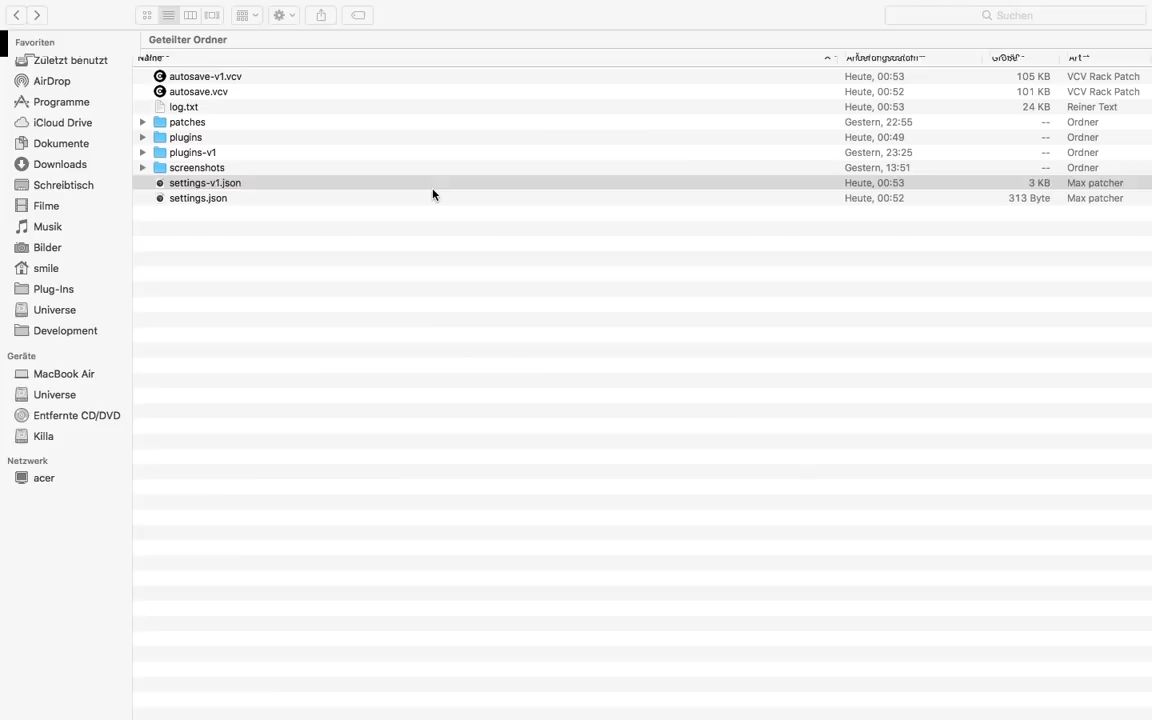 Suchen
Favoriten
Zuletzt benutzt
AirDrop
Programme
iCloud Drive
Dokumente
Downloads
Schreibtisch
Filme
Musik
Bilder
smile
Plug-Ins
Universe
Development
Geräte
MacBook Air
Universe
Entfernte CD/DVD
Killa
Netzwerk
acer
Geteilter Ordner
Name Änderungsdatum Größe Art
autosave-v1.vcv Heute, 00:53 105 KB VCV Rack Patch
autosave.vcv Heute, 00:52 101 KB VCV Rack Patch
log.txt Heute, 00:53 24 KB Reiner Text
patches Gestern, 22:55 -- Ordner
plugins Heute, 00:49 -- Ordner
plugins-v1 Gestern, 23:25 -- Ordner
screenshots Gestern, 13:51 -- Ordner
settings-v1.json Heute, 00:53 3 KB Max patcher
settings.json Heute, 00:52 313 Byte Max patcher